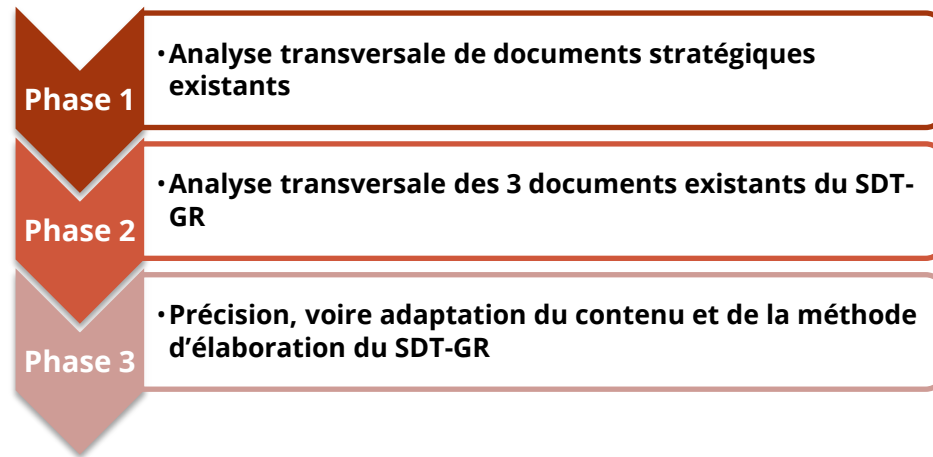 Phase 1
•Analyse transversale de documents stratégiques
existants
Phase 2
•Analyse transversale des 3 documents existants du SDT-
GR
Phase 3
•Précision, voire adaptation du contenu et de la méthode
d’élaboration du SDT-GR